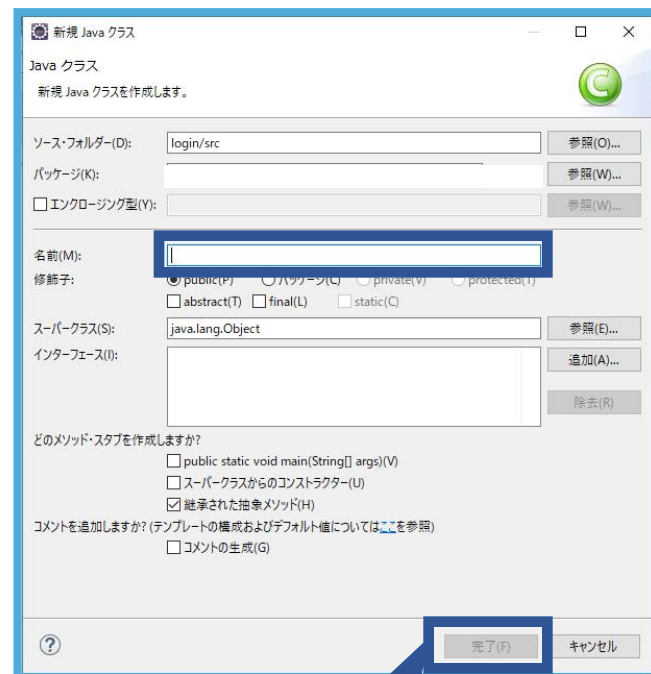 新規 Java クラス
Java クラス
新規 Java クラスを作成します。
C
ソース・フォルダー(D): login/src 参照(O)...
パッケージ(K): 参照(W)...
エンクロージング型(Y): 参照(W)...
名前(M):
修飾子: public(P) パッケージ(C) private(V) protected(T)
abstract(T) final(L) static(C)
スーパークラス(S): java.lang.Object 参照(E)...
インターフェース(I): 追加(A)...
除去(R)
どのメソッド・スタブを作成しますか?
public static void main(String[] args)(V)
スーパークラスからのコンストラクター(U)
継承された抽象メソッド(H)
コメントを追加しますか? (テンプレートの構成およびデフォルト値についてはここを参照)
コメントの生成(G)
? 完了(F) キャンセル